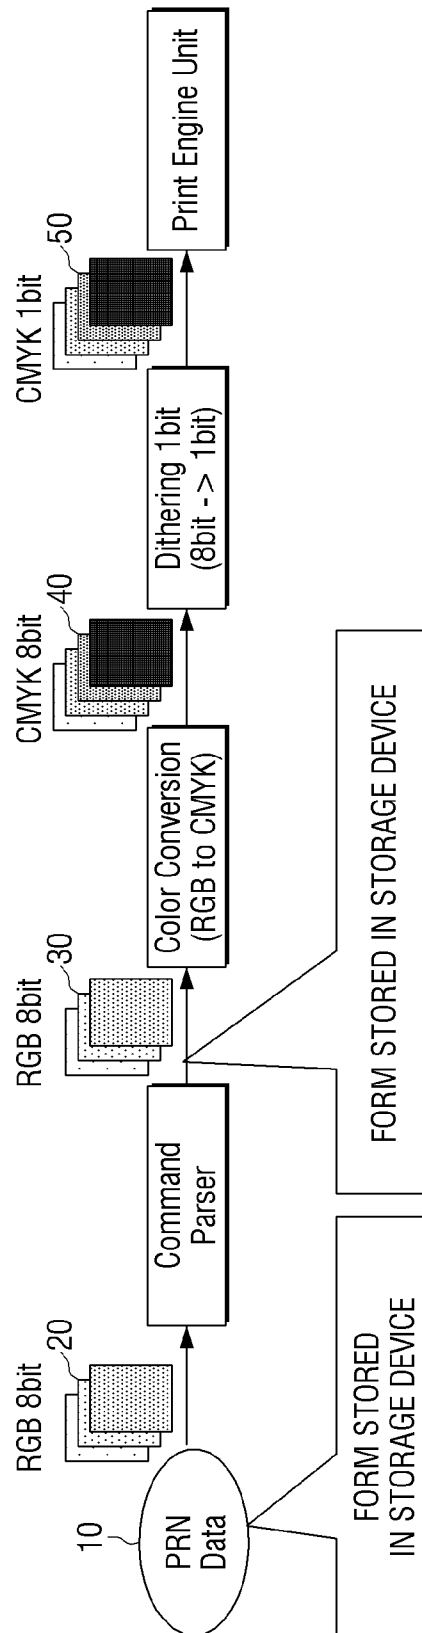 10
PRN
Data
RGB 8bit
20
Command
Parser
RGB 8bit
30
Color Conversion
(RGB to CMYK)
CMYK 8bit
40
Dithering 1bit
(8bit - > 1bit)
CMYK 1bit
50
Print Engine Unit
FORM STORED
IN STORAGE DEVICE
FORM STORED IN STORAGE DEVICE